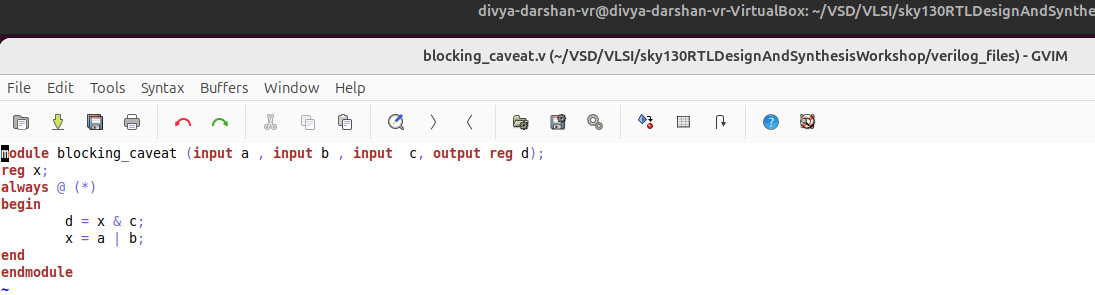 divya-darshan-vr@divya-darshan-vr-VirtualBox: ~/VSD/VLSI/sky130RTLDesignAndSynthe
blocking_caveat.v (~/VSD/VLSI/sky130RTLDesignAndSynthesisWorkshop/verilog_files) - GVIM
File Edit Tools Syntax Buffers Window Help
module blocking_caveat (input a , input b , input  c, output reg d);
reg x;
always @ (*)
begin
        d = x & c;
        x = a | b;
end
endmodule
~